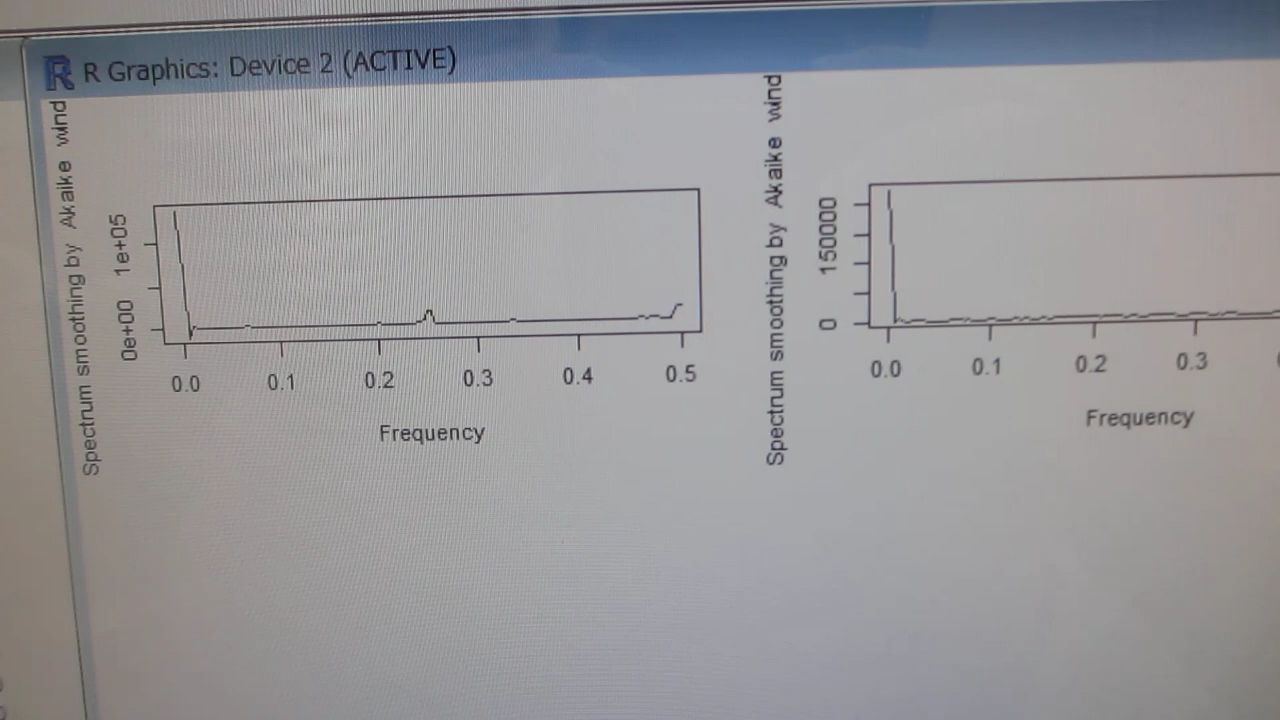 R Graphics: Device 2 (ACTIVE)
Spectrum smoothing by Akaike wind
0e+00 1e+05
0.0 0.1 0.2 0.3 0.4 0.5
Frequency
Spectrum smoothing by Akaike wind
0 150000
0.0 0.1 0.2 0.3
Frequency